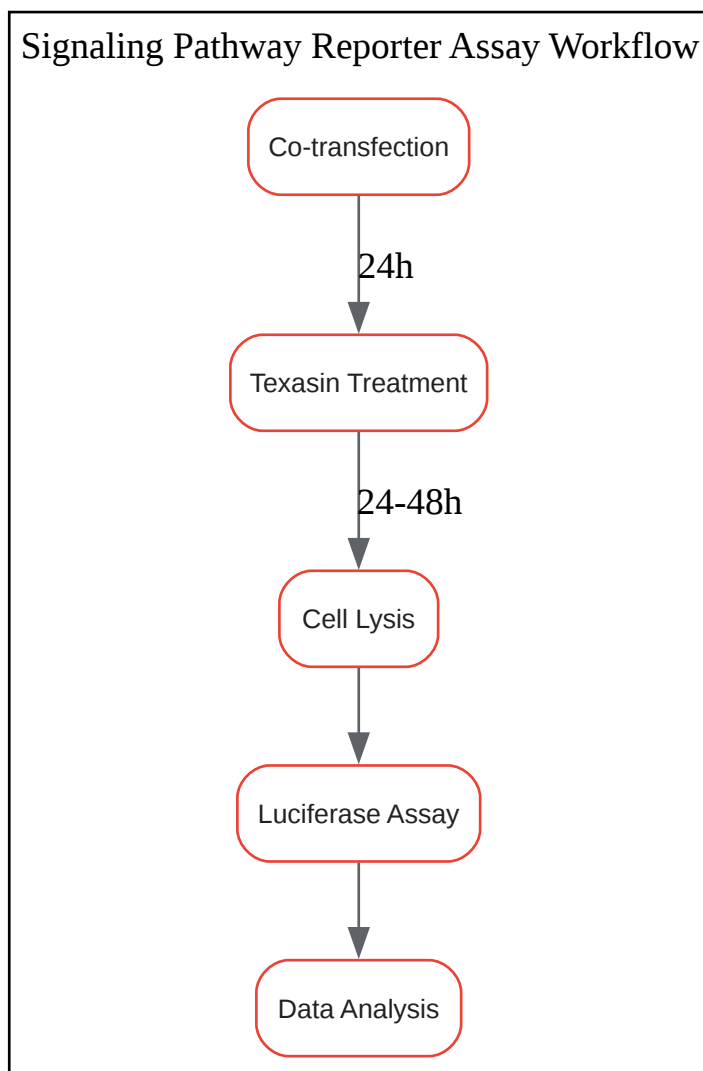 Signaling Pathway Reporter Assay Workflow
Co-transfection
24h
Texasin Treatment
24-48h
Cell Lysis
Luciferase Assay
Data Analysis